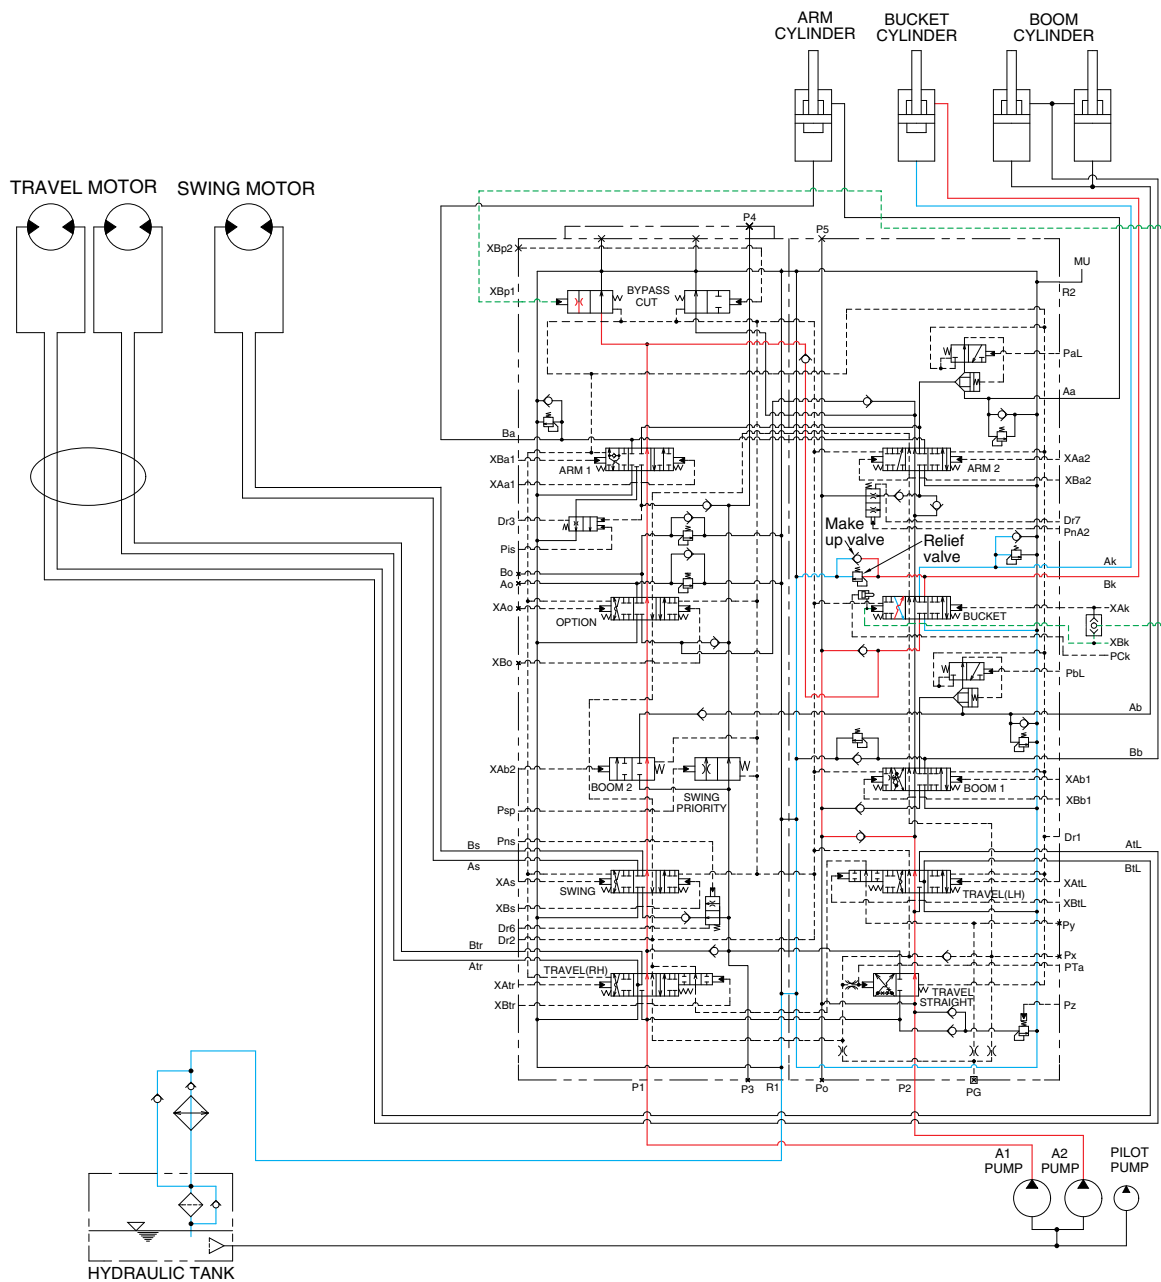 ARM
CYLINDER
BUCKET
CYLINDER
BOOM
CYLINDER
TRAVEL MOTOR
SWING MOTOR
P4
P5
XBp2
MU
XBp1
BYPASS
CUT
R2
PaL
Aa
Ba
XBa1
ARM 1
XAa1
ARM 2
XAa2
XBa2
Dr3
Pis
Dr7
PnA2
Make
up valve
Relief
valve
Ak
Bo
Ao
Bk
XAo
OPTION
BUCKET
XAk
XBk
PCk
XBo
PbL
Ab
Bb
XAb2
BOOM 2
SWING
PRIORITY
BOOM 1
XAb1
XBb1
Psp
Pns
Dr1
Bs
As
AtL
BtL
XAs
SWING
XBs
TRAVEL(LH)
XAtL
XBtL
Dr6
Dr2
Py
Btr
Atr
Px
PTa
TRAVEL(RH)
XAtr
XBtr
TRAVEL
STRAIGHT
Pz
P1
P3
R1
Po
P2
PG
A1
PUMP
A2
PUMP
PILOT
PUMP
HYDRAULIC TANK